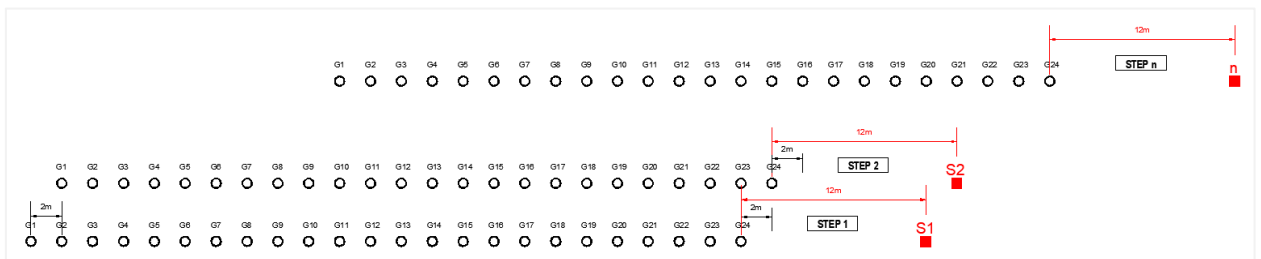 12m
G1 G2 G3 G4 G5 G6 G7 G8 G9 G10 G11 G12 G13 G14 G15 G16 G17 G18 G19 G20 G21 G22 G23 G24 STEP n n
12m
G1 G2 G3 G4 G5 G6 G7 G8 G9 G10 G11 G12 G13 G14 G15 G16 G17 G18 G19 G20 G21 G22 G23 G24 2m STEP 2 S2
12m
2m 2m
G1 G2 G3 G4 G5 G6 G7 G8 G9 G10 G11 G12 G13 G14 G15 G16 G17 G18 G19 G20 G21 G22 G23 G24 STEP 1 S1